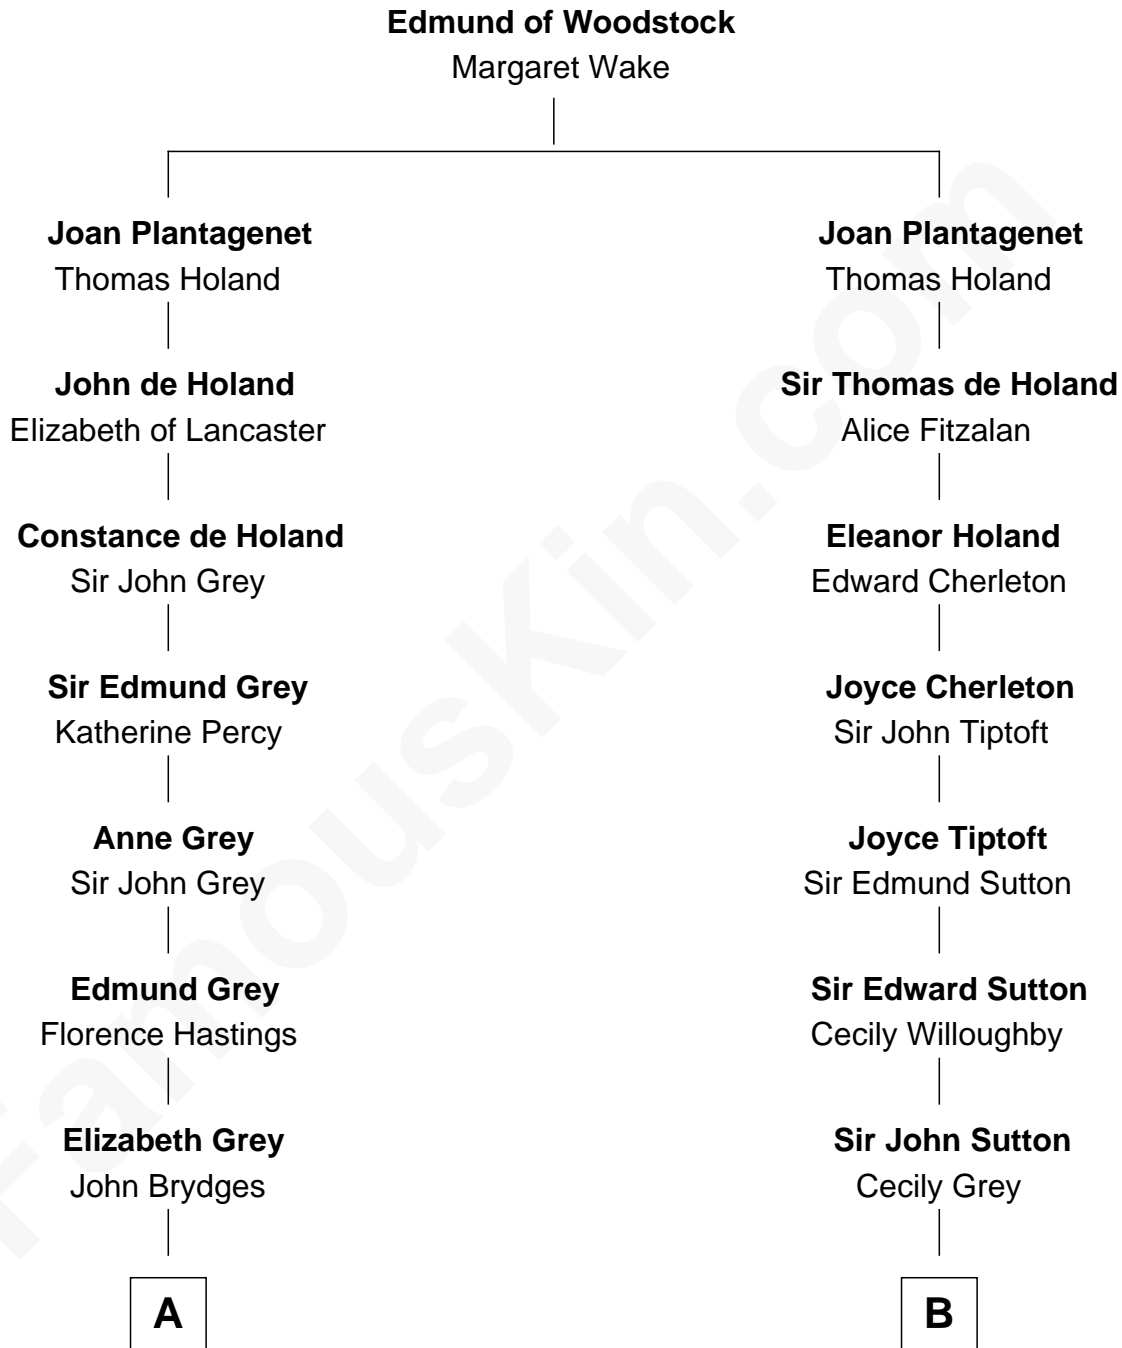 Edmund of Woodstock
Margaret Wake
Joan Plantagenet
Thomas Holand
John de Holand
Elizabeth of Lancaster
Constance de Holand
Sir John Grey
Sir Edmund Grey
Katherine Percy
Anne Grey
Sir John Grey
Edmund Grey
Florence Hastings
Elizabeth Grey
John Brydges
A
Joan Plantagenet
Thomas Holand
Sir Thomas de Holand
Alice Fitzalan
Eleanor Holand
Edward Cherleton
Joyce Cherleton
Sir John Tiptoft
Joyce Tiptoft
Sir Edmund Sutton
Sir Edward Sutton
Cecily Willoughby
Sir John Sutton
Cecily Grey
B
FamousKin.com